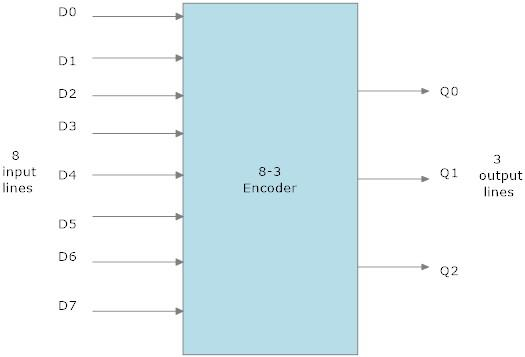 D0
D1
D2
D3
D4
D5
D6
D7
8
input
lines
8-3
Encoder
Q0
Q1
Q2
3
output
lines